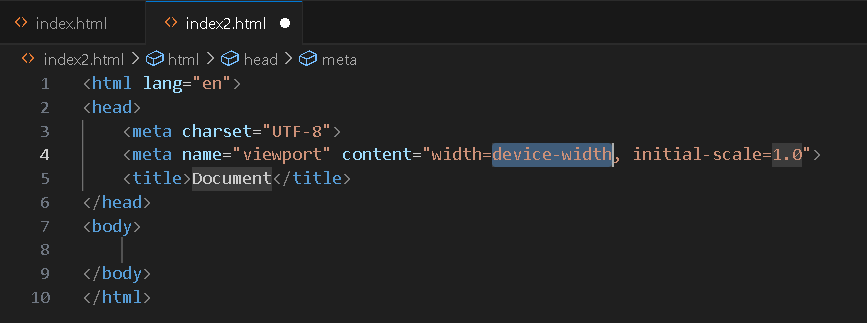 index.html
index2.html
index2.html > html > head > meta
1 <html lang="en">
2 <head>
3     <meta charset="UTF-8">
4     <meta name="viewport" content="width=device-width, initial-scale=1.0">
5     <title>Document</title>
6 </head>
7 <body>
8
9 </body>
10 </html>